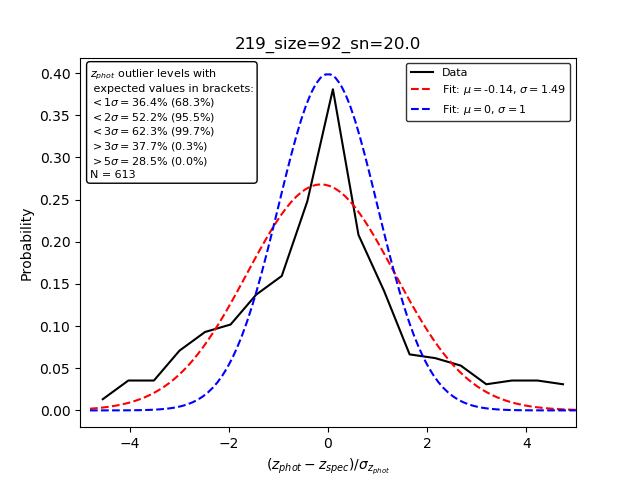 219_size=92_sn=20.0
z_phot outlier levels with
expected values in brackets:
< 1σ = 36.4% (68.3%)
< 2σ = 52.2% (95.5%)
< 3σ = 62.3% (99.7%)
> 3σ = 37.7% (0.3%)
> 5σ = 28.5% (0.0%)
N = 613
Data
Fit: μ = -0.14, σ = 1.49
Fit: μ = 0, σ = 1
Probability
0.40
0.35
0.30
0.25
0.20
0.15
0.10
0.05
0.00
−4
−2
0
2
4
(z_phot − z_spec)/σ_z_phot